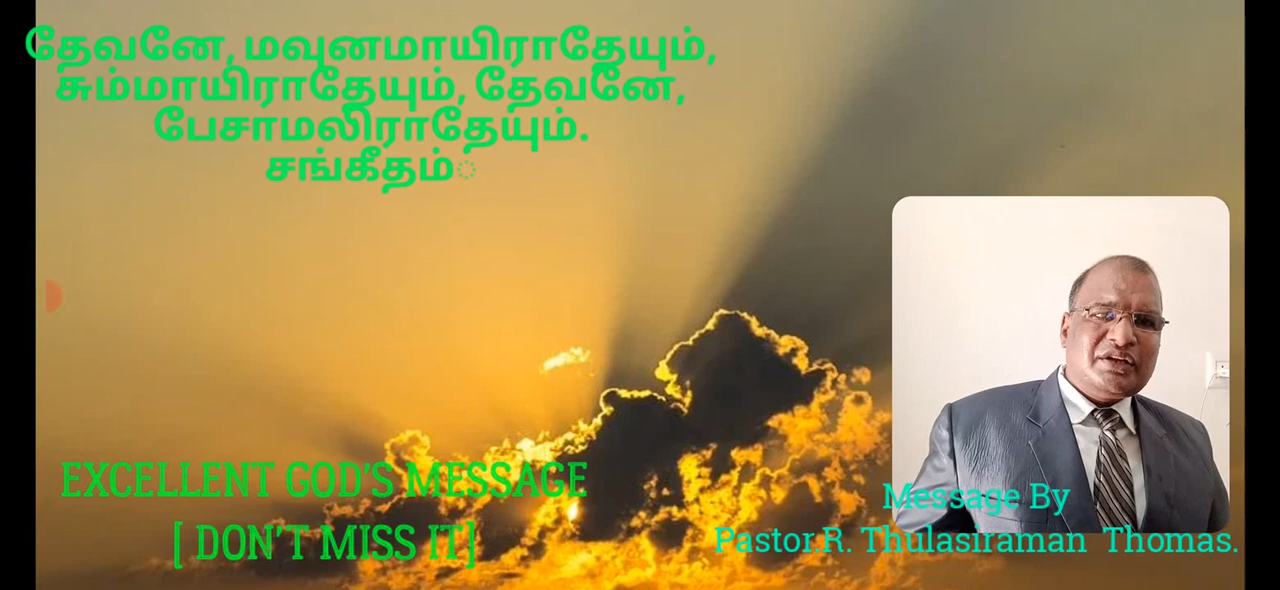 தேவனே, மவுனமாயிராதேயும்,
சும்மாயிராதேயும், தேவனே,
பேசாமலிராதேயும்.
சங்கீதம்
EXCELLENT GOD'S MESSAGE
[ DON'T MISS IT]
Message By
Pastor.R. Thulasiraman Thomas.